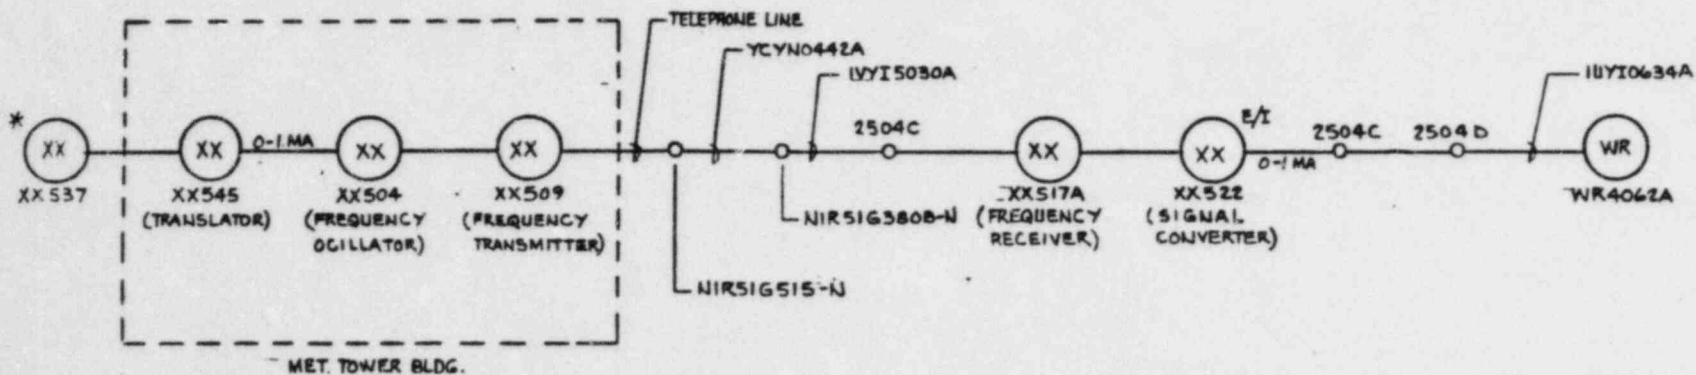 TELEPHONE LINE
YCYN0442A
IVYI5030A
IUYI0634A
*
XX
XX
0-1 MA
XX
XX
2504C
XX
XX
E/I
0-1 MA
2504C
2504D
WR
XX537
XX545
(TRANSLATOR)
XX504
(FREQUENCY
OCILLATOR)
XX509
(FREQUENCY
TRANSMITTER)
NIR51G380B-N
XX517A
(FREQUENCY
RECEIVER)
XX522
(SIGNAL
CONVERTER)
WR4062A
NIR51G515-N
MET. TOWER BLDG.